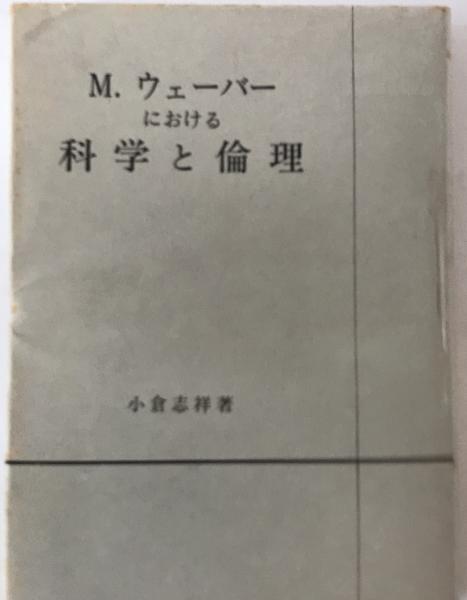 M. ウェーバー
における
科学と倫理
小倉志祥著